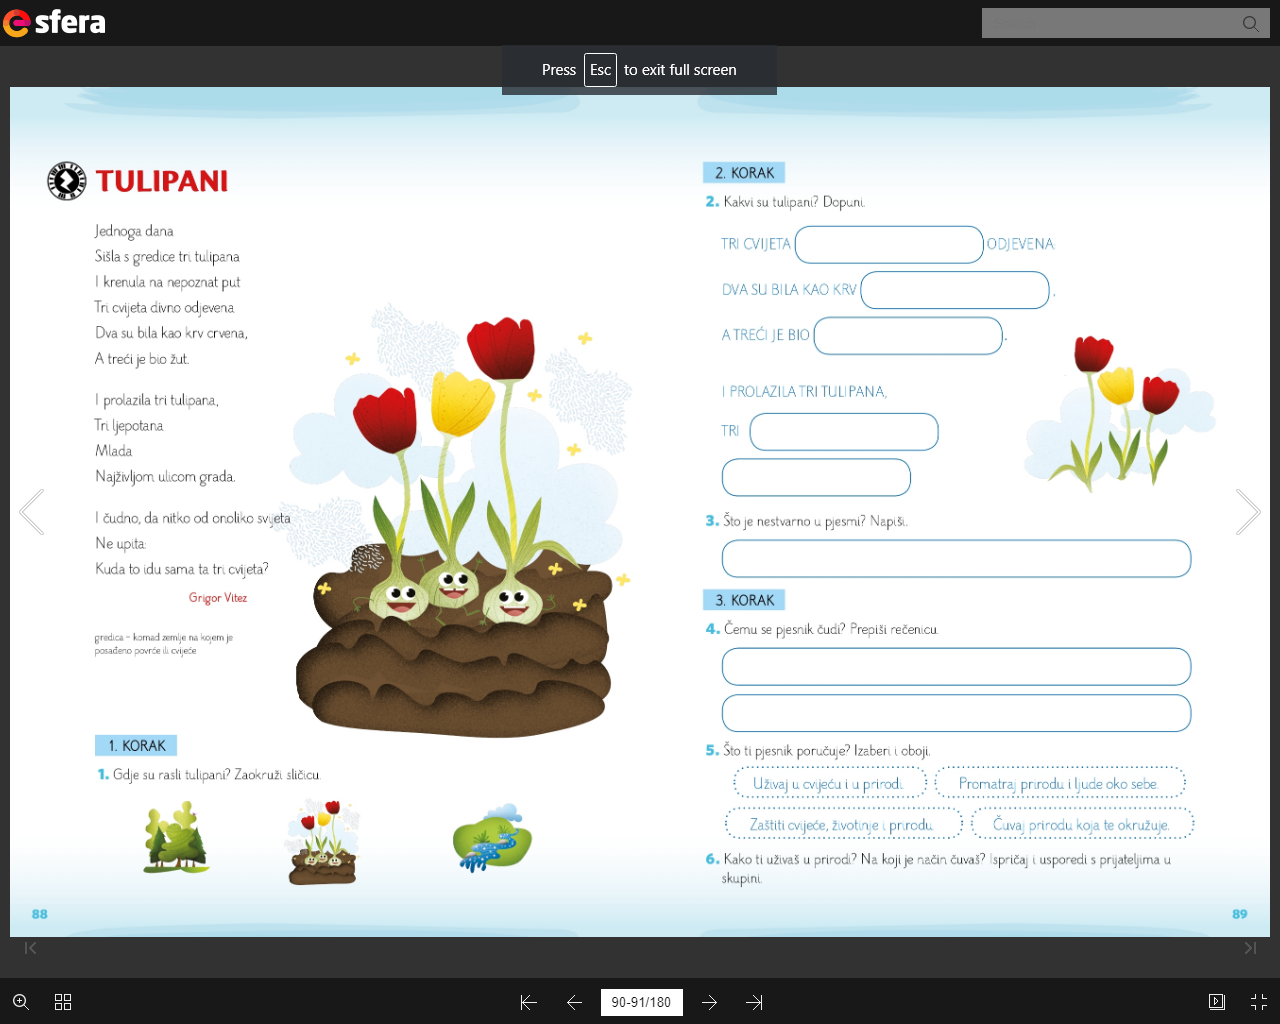 sfera
Press Esc to exit full screen
TULIPANI
Jednoga dana
Sišla s gredice tri tulipana
I krenula na nepoznat put
Tri cvijeta divno odjevena
Dva su bila kao krv crvena,
A treći je bio žut.
I prolazila tri tulipana,
Tri ljepotana
Mlada
Najživljom ulicom grada.
I čudno, da nitko od onoliko svijeta
Ne upita:
Kuda to idu sama ta tri cvijeta?
Grigor Vitez
gredica – komad zemlje na kojem je
posađeno povrće ili cvijeće
1. KORAK
1. Gdje su rasli tulipani? Zaokruži sličicu.
88
2. KORAK
2. Kakvi su tulipani? Dopuni.
TRI CVIJETA ODJEVENA
DVA SU BILA KAO KRV ,
A TREĆI JE BIO .
I PROLAZILA TRI TULIPANA,
TRI
3. Što je nestvarno u pjesmi? Napiši.
3. KORAK
4. Čemu se pjesnik čudi? Prepiši rečenicu.
5. Što ti pjesnik poručuje? Izaberi i oboji.
Uživaj u cvijeću i u prirodi.
Promatraj prirodu i ljude oko sebe.
Zaštiti cvijeće, životinje i prirodu.
Čuvaj prirodu koja te okružuje.
6. Kako ti uživaš u prirodi? Na koji je način čuvaš? Ispričaj i usporedi s prijateljima u
skupini.
89
90-91/180